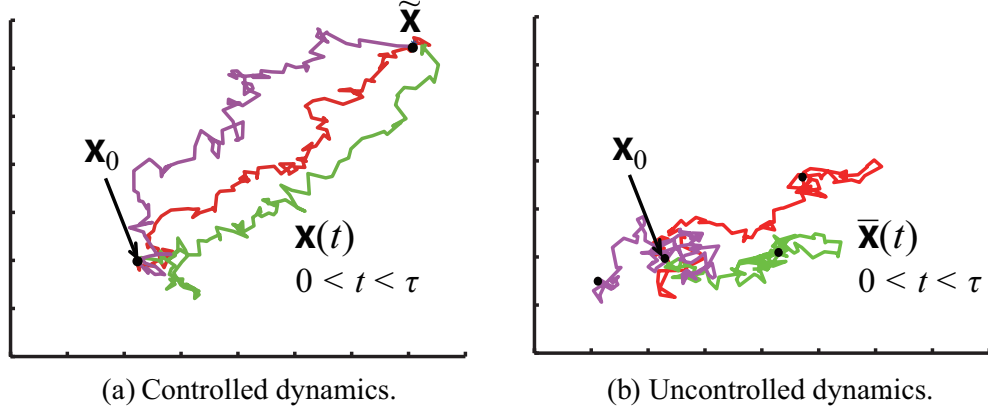 x̃
x₀
x(t)
0 < t < τ
(a) Controlled dynamics.
x₀
x̅(t)
0 < t < τ
(b) Uncontrolled dynamics.